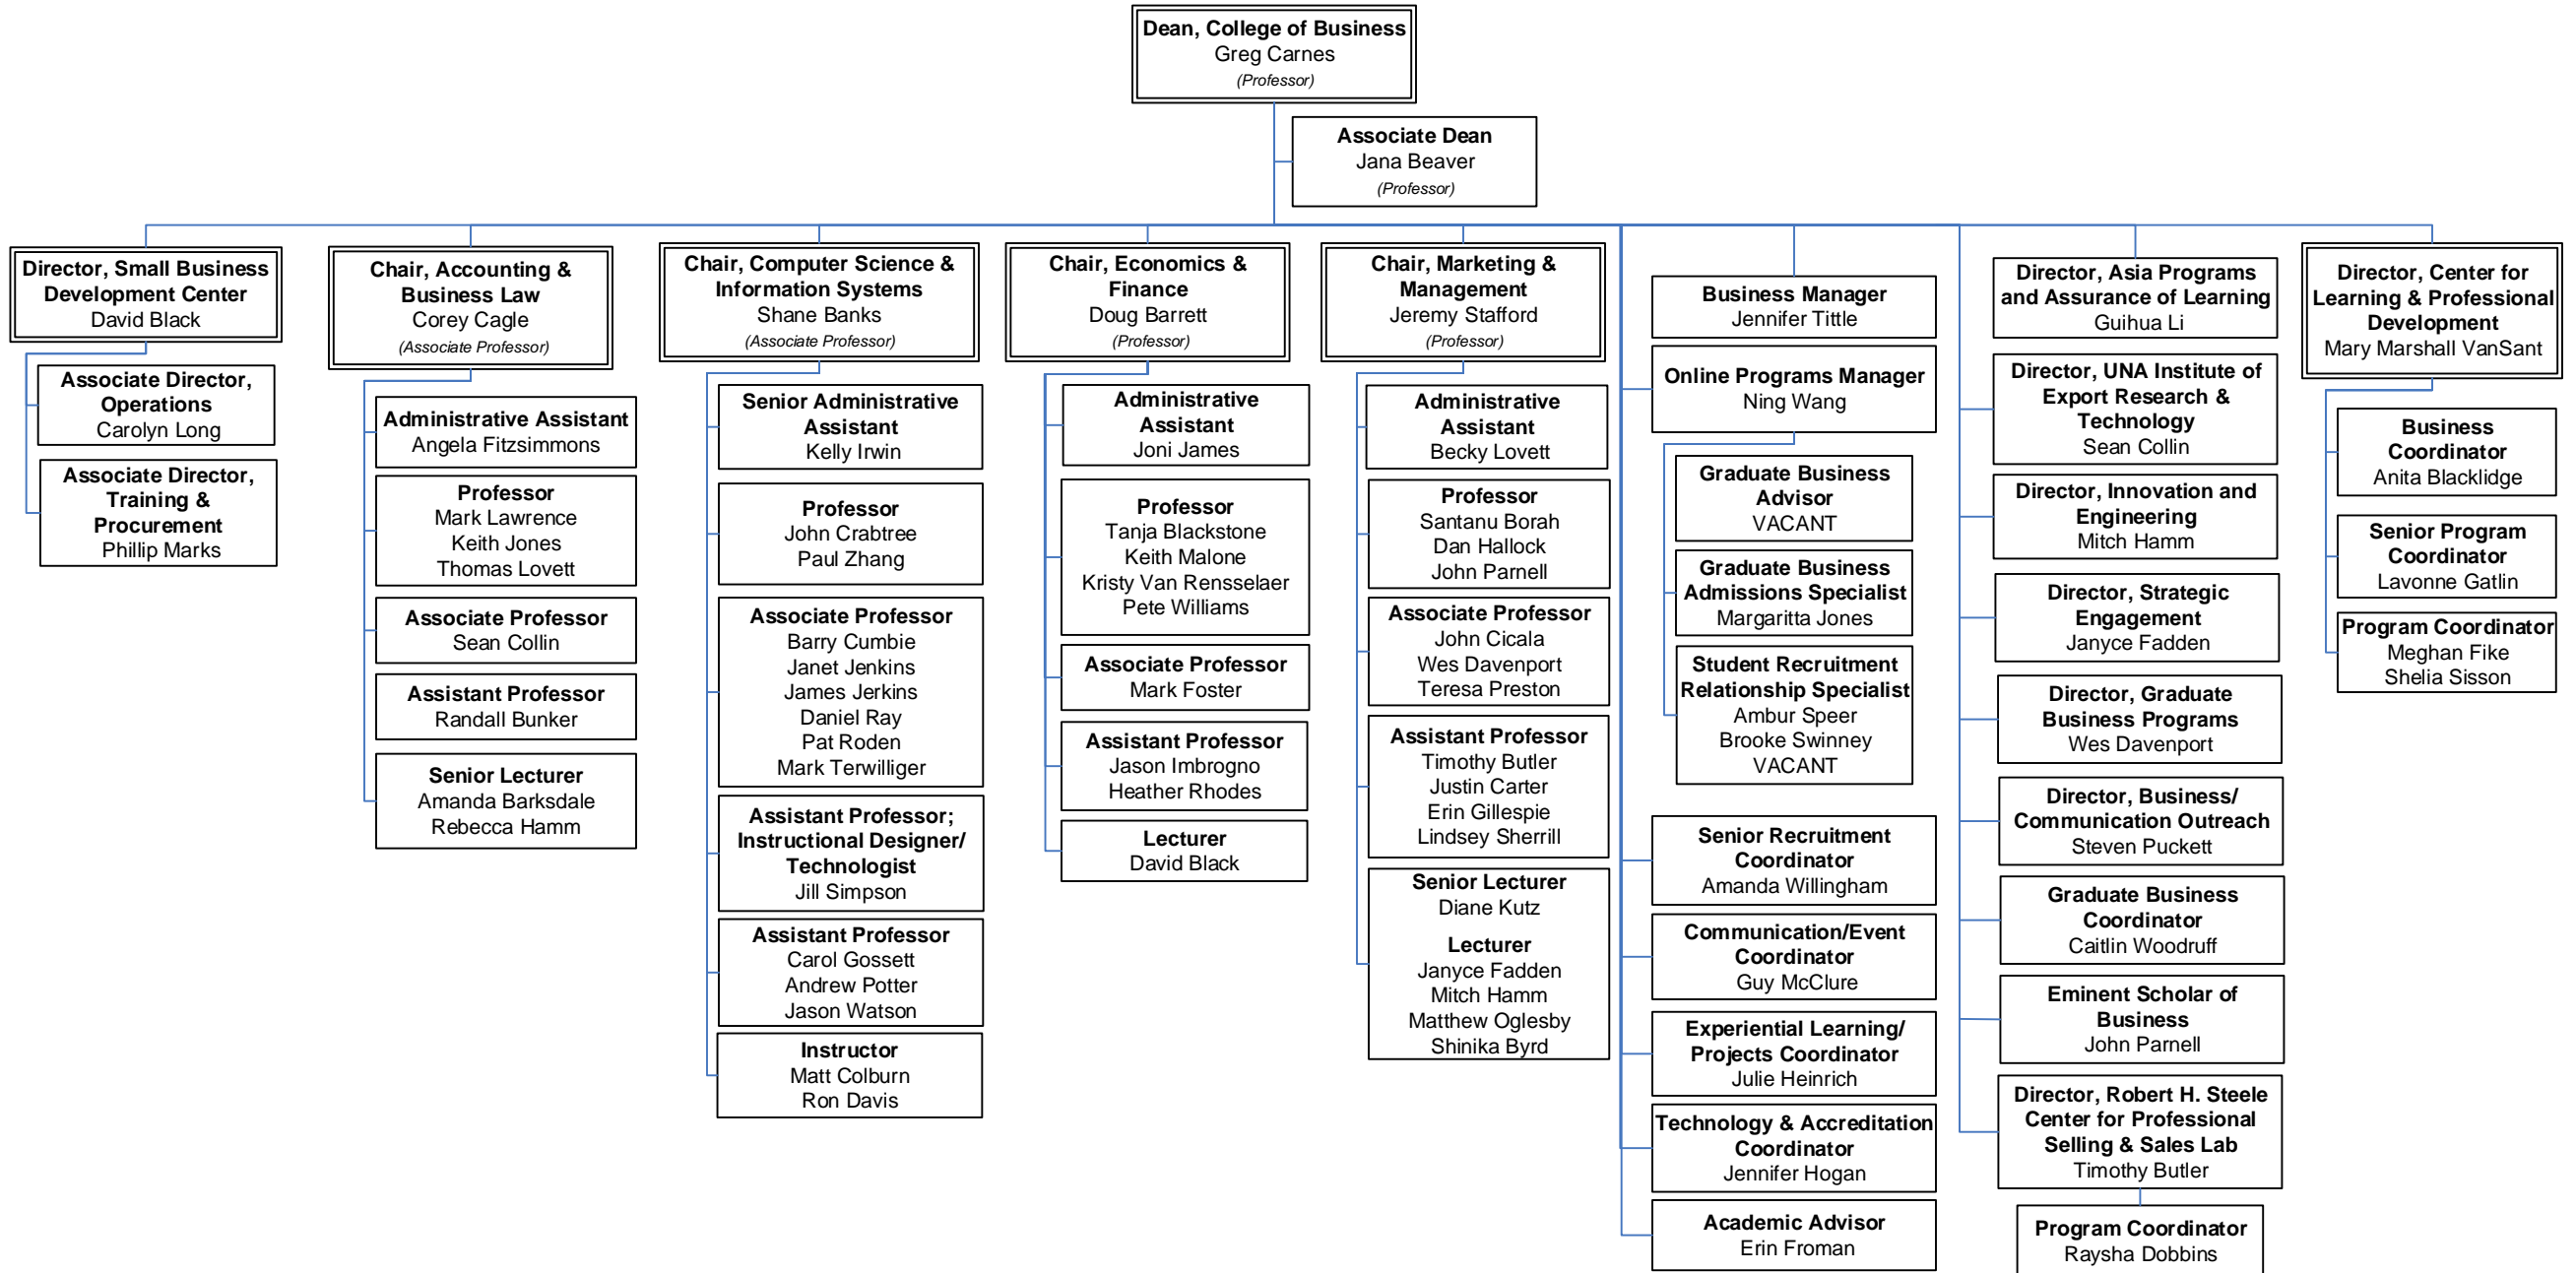 Dean, College of Business
Greg Carnes
(Professor)
Associate Dean
Jana Beaver
(Professor)
Director, Small Business
Development Center
David Black
Associate Director,
Operations
Carolyn Long
Associate Director,
Training &
Procurement
Phillip Marks
Chair, Accounting &
Business Law
Corey Cagle
(Associate Professor)
Administrative Assistant
Angela Fitzsimmons
Professor
Mark Lawrence
Keith Jones
Thomas Lovett
Associate Professor
Sean Collin
Assistant Professor
Randall Bunker
Senior Lecturer
Amanda Barksdale
Rebecca Hamm
Chair, Computer Science &
Information Systems
Shane Banks
(Associate Professor)
Senior Administrative
Assistant
Kelly Irwin
Professor
John Crabtree
Paul Zhang
Associate Professor
Barry Cumbie
Janet Jenkins
James Jerkins
Daniel Ray
Pat Roden
Mark Terwilliger
Assistant Professor;
Instructional Designer/
Technologist
Jill Simpson
Assistant Professor
Carol Gossett
Andrew Potter
Jason Watson
Instructor
Matt Colburn
Ron Davis
Chair, Economics &
Finance
Doug Barrett
(Professor)
Administrative
Assistant
Joni James
Professor
Tanja Blackstone
Keith Malone
Kristy Van Rensselaer
Pete Williams
Associate Professor
Mark Foster
Assistant Professor
Jason Imbrogno
Heather Rhodes
Lecturer
David Black
Chair, Marketing &
Management
Jeremy Stafford
(Professor)
Administrative
Assistant
Becky Lovett
Professor
Santanu Borah
Dan Hallock
John Parnell
Associate Professor
John Cicala
Wes Davenport
Teresa Preston
Assistant Professor
Timothy Butler
Justin Carter
Erin Gillespie
Lindsey Sherrill
Senior Lecturer
Diane Kutz
Lecturer
Janyce Fadden
Mitch Hamm
Matthew Oglesby
Shinika Byrd
Business Manager
Jennifer Tittle
Online Programs Manager
Ning Wang
Graduate Business
Advisor
VACANT
Graduate Business
Admissions Specialist
Margaritta Jones
Student Recruitment
Relationship Specialist
Ambur Speer
Brooke Swinney
VACANT
Senior Recruitment
Coordinator
Amanda Willingham
Communication/Event
Coordinator
Guy McClure
Experiential Learning/
Projects Coordinator
Julie Heinrich
Technology & Accreditation
Coordinator
Jennifer Hogan
Academic Advisor
Erin Froman
Director, Asia Programs
and Assurance of Learning
Guihua Li
Director, UNA Institute of
Export Research &
Technology
Sean Collin
Director, Innovation and
Engineering
Mitch Hamm
Director, Strategic
Engagement
Janyce Fadden
Director, Graduate
Business Programs
Wes Davenport
Director, Business/
Communication Outreach
Steven Puckett
Graduate Business
Coordinator
Caitlin Woodruff
Eminent Scholar of
Business
John Parnell
Director, Robert H. Steele
Center for Professional
Selling & Sales Lab
Timothy Butler
Program Coordinator
Raysha Dobbins
Director, Center for
Learning & Professional
Development
Mary Marshall VanSant
Business
Coordinator
Anita Blacklidge
Senior Program
Coordinator
Lavonne Gatlin
Program Coordinator
Meghan Fike
Shelia Sisson